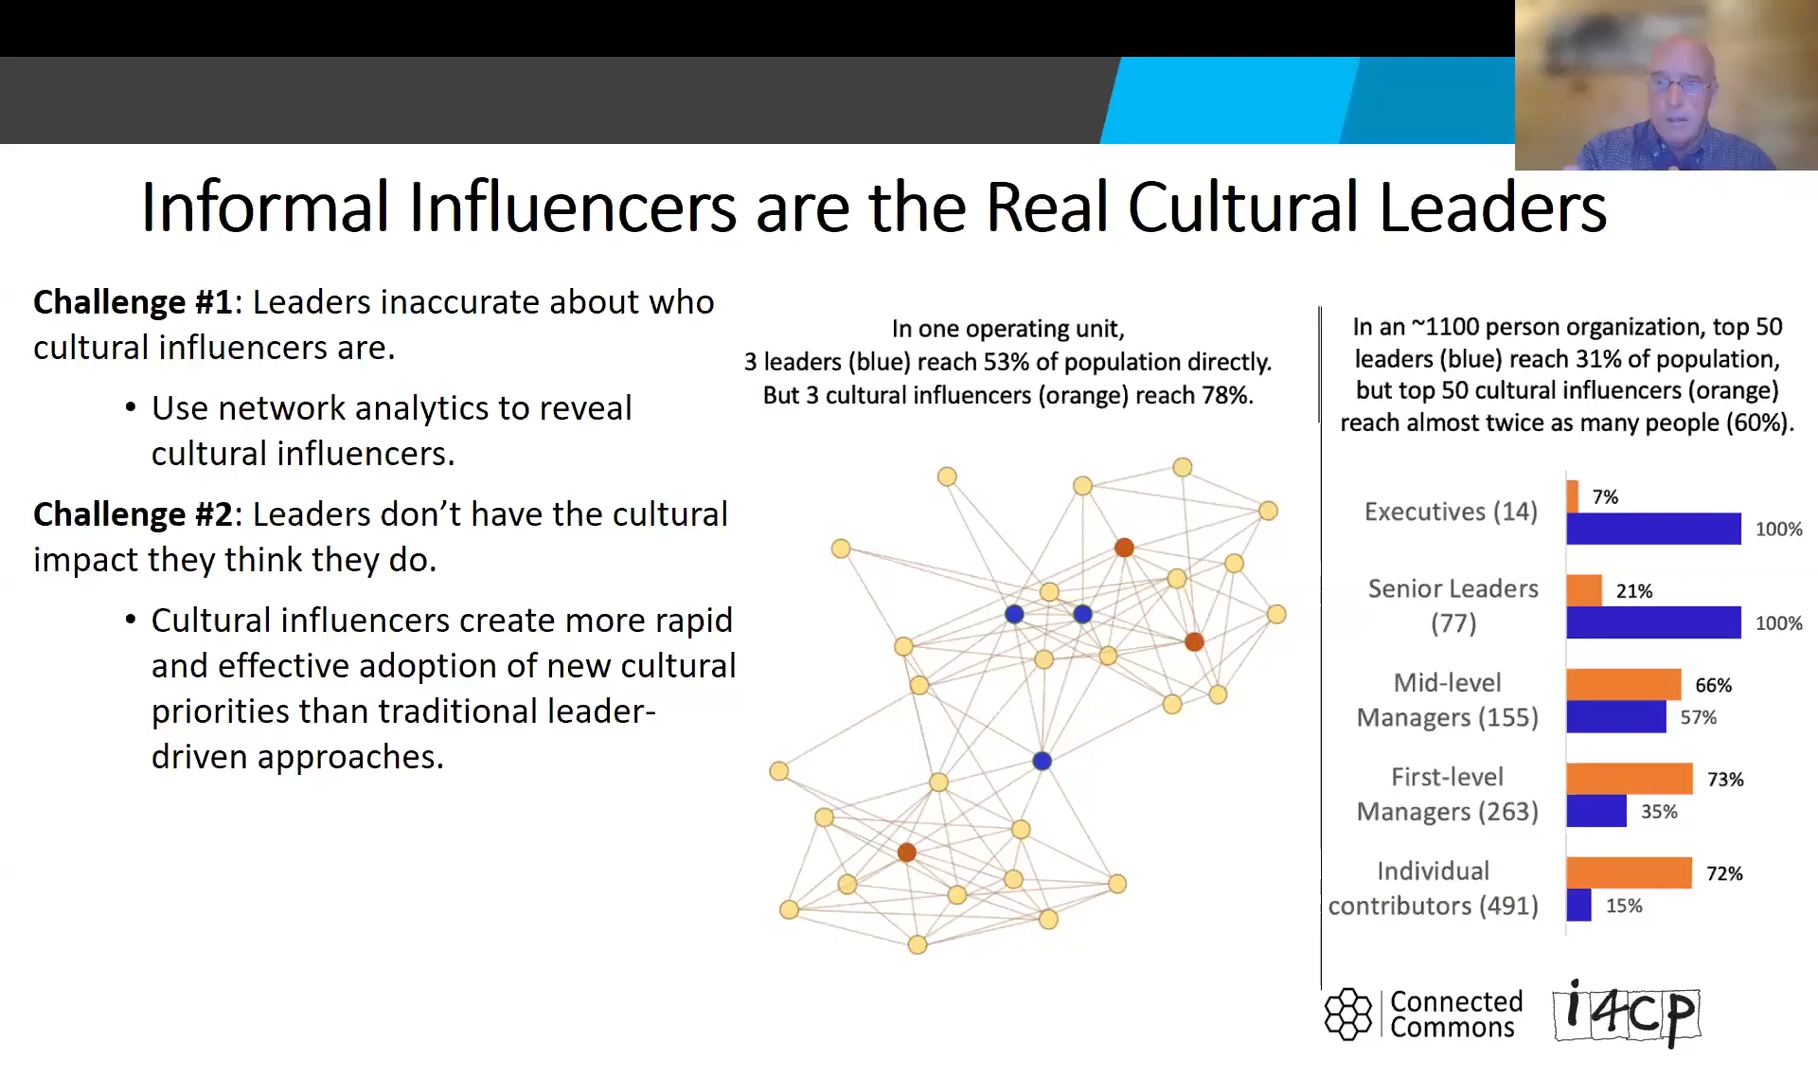 Informal Influencers are the Real Cultural Leaders
Challenge #1: Leaders inaccurate about who
cultural influencers are.
• Use network analytics to reveal
cultural influencers.
Challenge #2: Leaders don’t have the cultural
impact they think they do.
• Cultural influencers create more rapid
and effective adoption of new cultural
priorities than traditional leader-
driven approaches.
In one operating unit,
3 leaders (blue) reach 53% of population directly.
But 3 cultural influencers (orange) reach 78%.
In an ~1100 person organization, top 50
leaders (blue) reach 31% of population,
but top 50 cultural influencers (orange)
reach almost twice as many people (60%).
Executives (14)
7%
100%
Senior Leaders
(77)
21%
100%
Mid-level
Managers (155)
66%
57%
First-level
Managers (263)
73%
35%
Individual
contributors (491)
72%
15%
Connected
Commons
i4cp